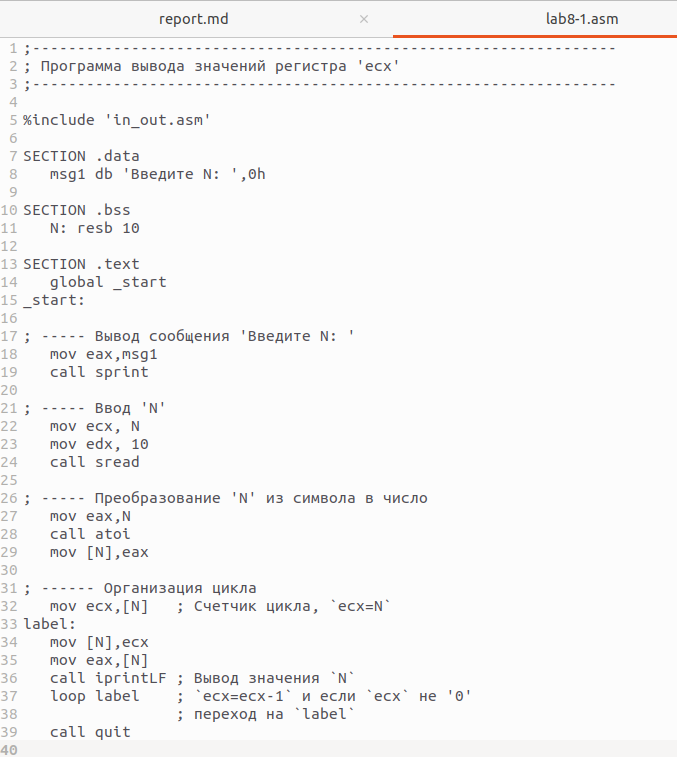 report.md × lab8-1.asm
1 ;-----------------------------------------------------------------
2 ; Программа вывода значений регистра 'ecx'
3 ;-----------------------------------------------------------------
4
5 %include 'in_out.asm'
6
7 SECTION .data
8    msg1 db 'Введите N: ',0h
9
10 SECTION .bss
11    N: resb 10
12
13 SECTION .text
14    global _start
15 _start:
16
17 ; ----- Вывод сообщения 'Введите N: '
18    mov eax,msg1
19    call sprint
20
21 ; ----- Ввод 'N'
22    mov ecx, N
23    mov edx, 10
24    call sread
25
26 ; ----- Преобразование 'N' из символа в число
27    mov eax,N
28    call atoi
29    mov [N],eax
30
31 ; ------ Организация цикла
32    mov ecx,[N]   ; Счетчик цикла, `ecx=N`
33 label:
34    mov [N],ecx
35    mov eax,[N]
36    call iprintLF ; Вывод значения `N`
37    loop label    ; `ecx=ecx-1` и если `ecx` не '0'
38                  ; переход на `label`
39    call quit
40